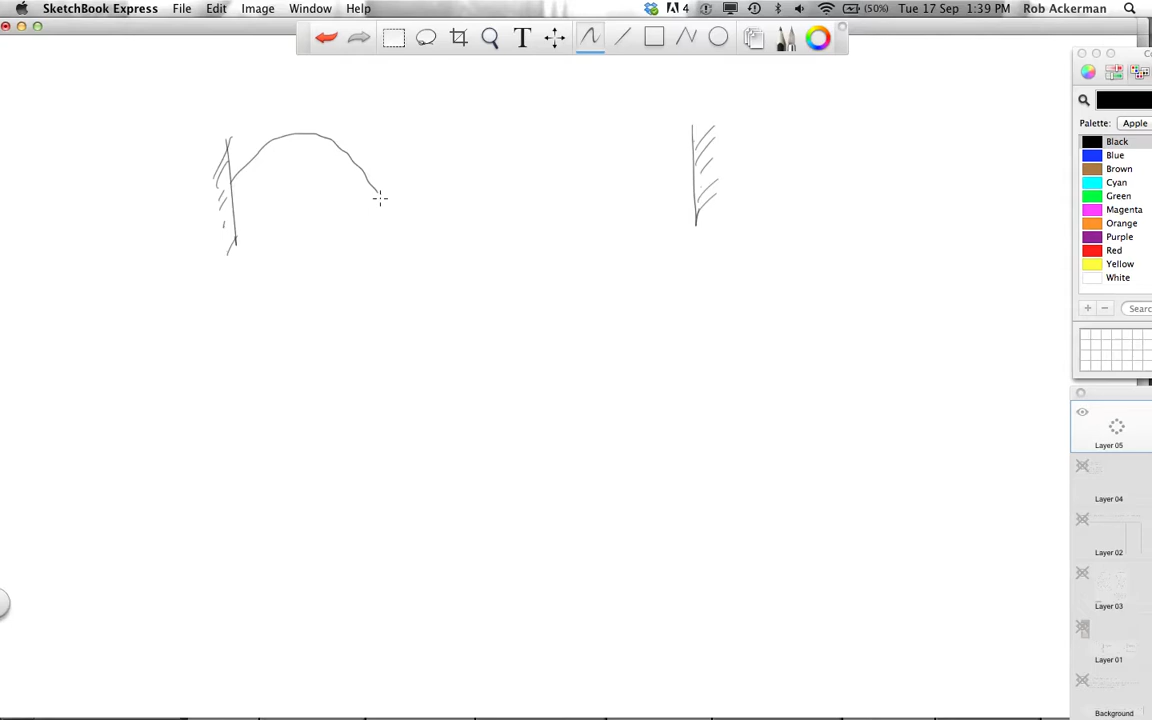 SketchBook Express File Edit Image Window Help 4 (50%) Tue 17 Sep 1:39 PM Rob Ackerman
T
C
Palette: Apple
Black
Blue
Brown
Cyan
Green
Magenta
Orange
Purple
Red
Yellow
White
+ − Searc
Layer 05
Layer 04
Layer 02
Layer 03
Layer 01
Background